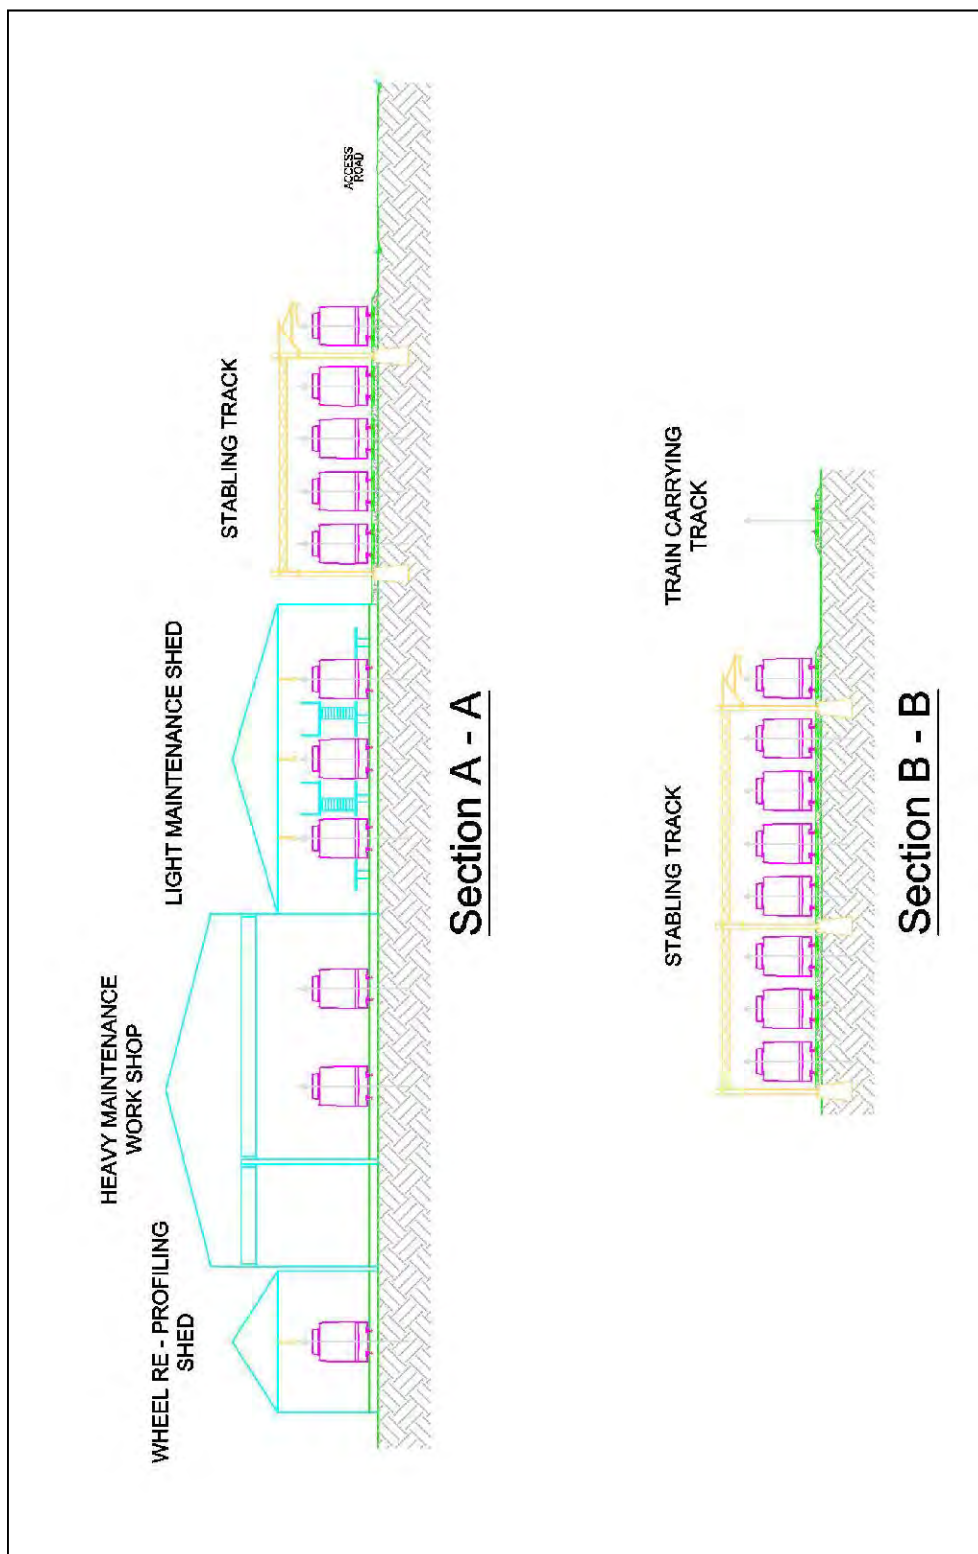 WHEEL RE - PROFILING
SHED
HEAVY MAINTENANCE
WORK SHOP
LIGHT MAINTENANCE SHED
STABLING TRACK
ACCESS
ROAD
Section A - A
STABLING TRACK
TRAIN CARRYING
TRACK
Section B - B